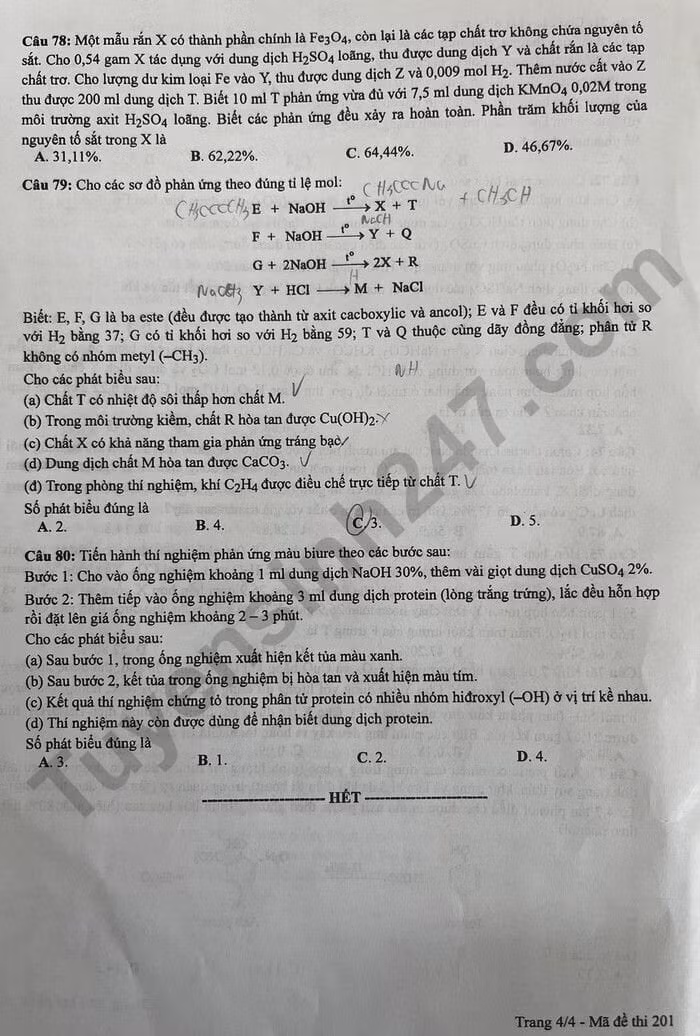 Câu 78: Một mẫu rắn X có thành phần chính là Fe₃O₄, còn lại là các tạp chất trơ không chứa nguyên tố
sắt. Cho 0,54 gam X tác dụng với dung dịch H₂SO₄ loãng, thu được dung dịch Y và chất rắn là các tạp
chất trơ. Cho lượng dư kim loại Fe vào Y, thu được dung dịch Z và 0,009 mol H₂. Thêm nước cất vào Z
thu được 200 ml dung dịch T. Biết 10 ml T phản ứng vừa đủ với 7,5 ml dung dịch KMnO₄ 0,02M trong
môi trường axit H₂SO₄ loãng. Biết các phản ứng đều xảy ra hoàn toàn. Phần trăm khối lượng của
nguyên tố sắt trong X là
A. 31,11%. B. 62,22%. C. 64,44%. D. 46,67%.
Câu 79: Cho các sơ đồ phản ứng theo đúng tỉ lệ mol:
E + NaOH t° → X + T
F + NaOH t° → Y + Q
G + 2NaOH t° → 2X + R
Y + HCl → M + NaCl
Biết: E, F, G là ba este (đều được tạo thành từ axit cacboxylic và ancol); E và F đều có tỉ khối hơi so
với H₂ bằng 37; G có tỉ khối hơi so với H₂ bằng 59; T và Q thuộc cùng dãy đồng đẳng; phân tử R
không có nhóm metyl (–CH₃).
Cho các phát biểu sau:
(a) Chất T có nhiệt độ sôi thấp hơn chất M.
(b) Trong môi trường kiềm, chất R hòa tan được Cu(OH)₂.
(c) Chất X có khả năng tham gia phản ứng tráng bạc.
(d) Dung dịch chất M hòa tan được CaCO₃.
(đ) Trong phòng thí nghiệm, khí C₂H₄ được điều chế trực tiếp từ chất T.
Số phát biểu đúng là
A. 2. B. 4. C. 3. D. 5.
Câu 80: Tiến hành thí nghiệm phản ứng màu biure theo các bước sau:
Bước 1: Cho vào ống nghiệm khoảng 1 ml dung dịch NaOH 30%, thêm vài giọt dung dịch CuSO₄ 2%.
Bước 2: Thêm tiếp vào ống nghiệm khoảng 3 ml dung dịch protein (lòng trắng trứng), lắc đều hỗn hợp
rồi đặt lên giá ống nghiệm khoảng 2 – 3 phút.
Cho các phát biểu sau:
(a) Sau bước 1, trong ống nghiệm xuất hiện kết tủa màu xanh.
(b) Sau bước 2, kết tủa trong ống nghiệm bị hòa tan và xuất hiện màu tím.
(c) Kết quả thí nghiệm chứng tỏ trong phân tử protein có nhiều nhóm hiđroxyl (–OH) ở vị trí kề nhau.
(d) Thí nghiệm này còn được dùng để nhận biết dung dịch protein.
Số phát biểu đúng là
A. 3. B. 1. C. 2. D. 4.
HẾT
Tuyensinh247.com
Trang 4/4 - Mã đề thi 201